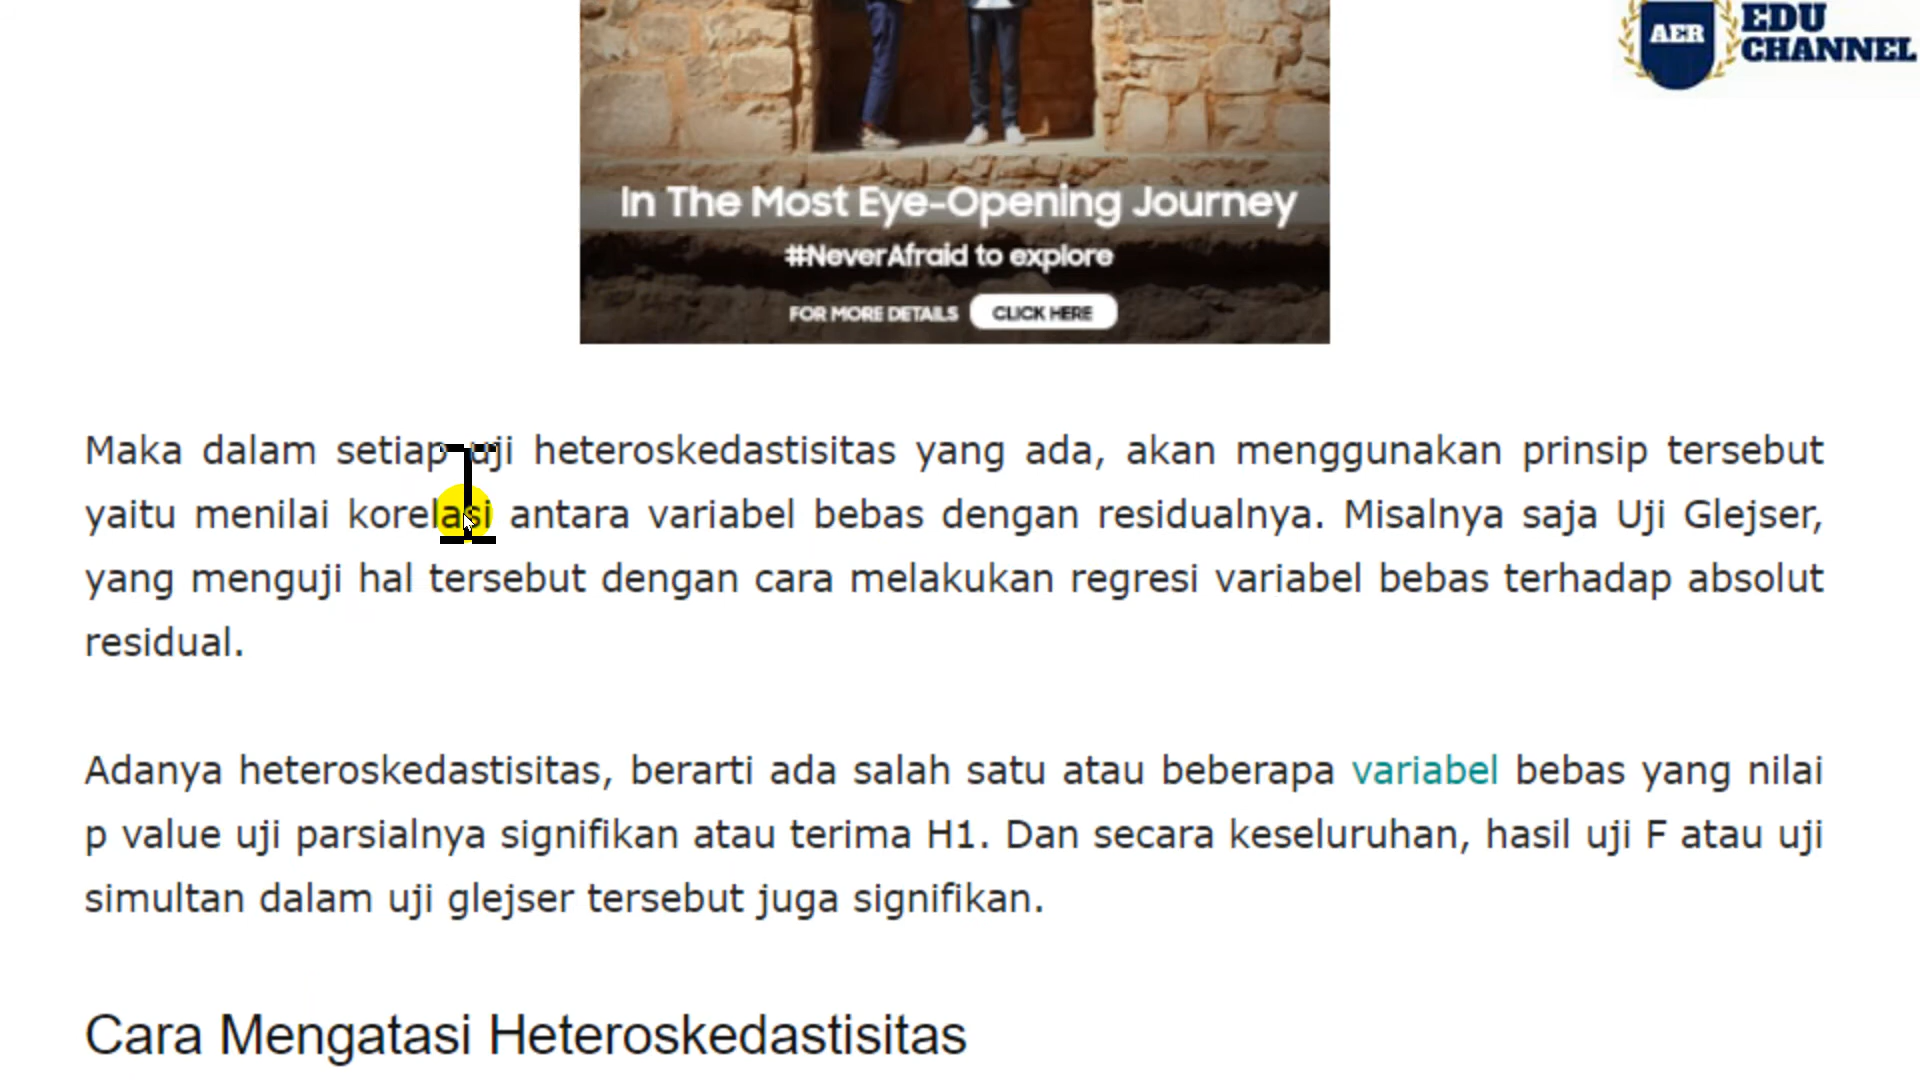 AER
EDU
CHANNEL
In The Most Eye-Opening Journey
#NeverAfraid to explore
FOR MORE DETAILS CLICK HERE
Maka dalam setiap uji heteroskedastisitas yang ada, akan menggunakan prinsip tersebut
yaitu menilai korelasi antara variabel bebas dengan residualnya. Misalnya saja Uji Glejser,
yang menguji hal tersebut dengan cara melakukan regresi variabel bebas terhadap absolut
residual.
Adanya heteroskedastisitas, berarti ada salah satu atau beberapa variabel bebas yang nilai
p value uji parsialnya signifikan atau terima H1. Dan secara keseluruhan, hasil uji F atau uji
simultan dalam uji glejser tersebut juga signifikan.
Cara Mengatasi Heteroskedastisitas